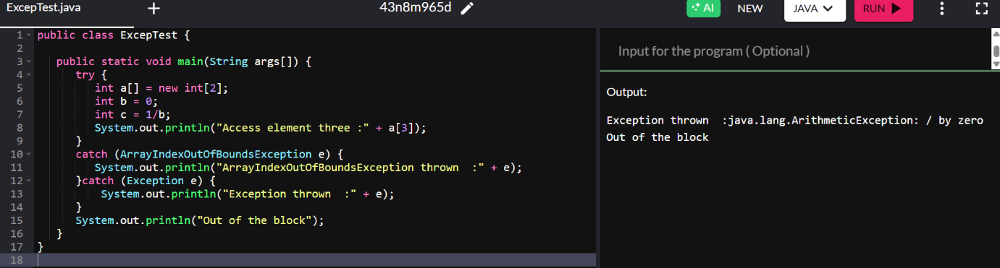 ExcepTest.java
+
43n8m965d
AI
NEW
JAVA
RUN
1 public class ExcepTest {
2
3    public static void main(String args[]) {
4       try {
5          int a[] = new int[2];
6          int b = 0;
7          int c = 1/b;
8          System.out.println("Access element three :" + a[3]);
9       }
10       catch (ArrayIndexOutOfBoundsException e) {
11          System.out.println("ArrayIndexOutOfBoundsException thrown  :" + e);
12       }catch (Exception e) {
13           System.out.println("Exception thrown  :" + e);
14       }
15       System.out.println("Out of the block");
16    }
17 }
18
Input for the program ( Optional )
Output:
Exception thrown  :java.lang.ArithmeticException: / by zero
Out of the block